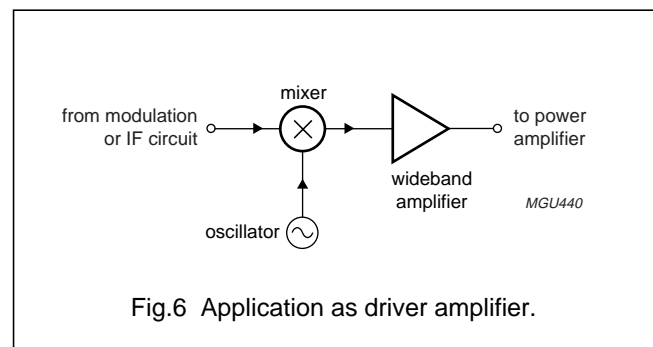 mixer
from modulation
or IF circuit
to power
amplifier
wideband
amplifier
MGU440
oscillator
Fig.6 Application as driver amplifier.